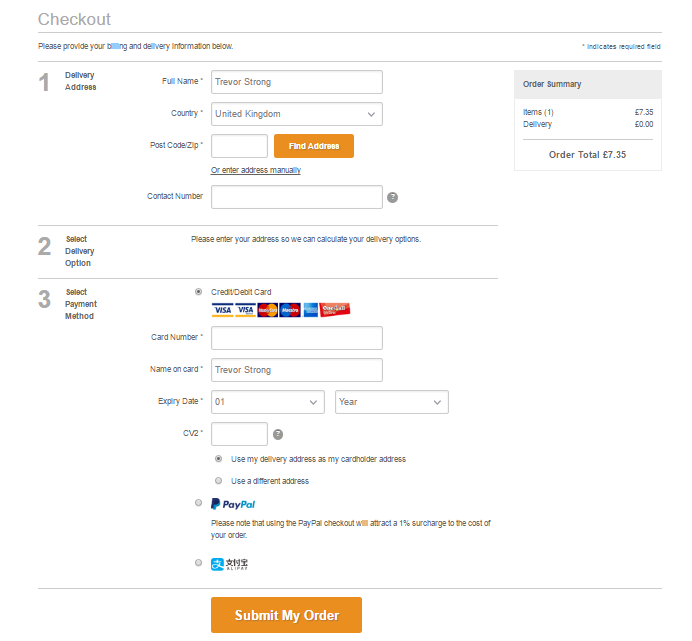 Checkout
Please provide your billing and delivery information below.
* Indicates required field
1
Delivery
Address
Full Name *
Trevor Strong
Country *
United Kingdom
Post Code/Zip *
Find Address
Or enter address manually
Contact Number
?
Order Summary
Items (1) £7.35
Delivery £0.00
Order Total £7.35
2
Select
Delivery
Option
Please enter your address so we can calculate your delivery options.
3
Select
Payment
Method
Credit/Debit Card
VISA VISA MasterCard Maestro
Card Number *
Name on card *
Trevor Strong
Expiry Date *
01
Year
CV2 *
?
Use my delivery address as my cardholder address
Use a different address
PayPal
Please note that using the PayPal checkout will attract a 1% surcharge to the cost of
your order.
支付宝
ALIPAY
Submit My Order